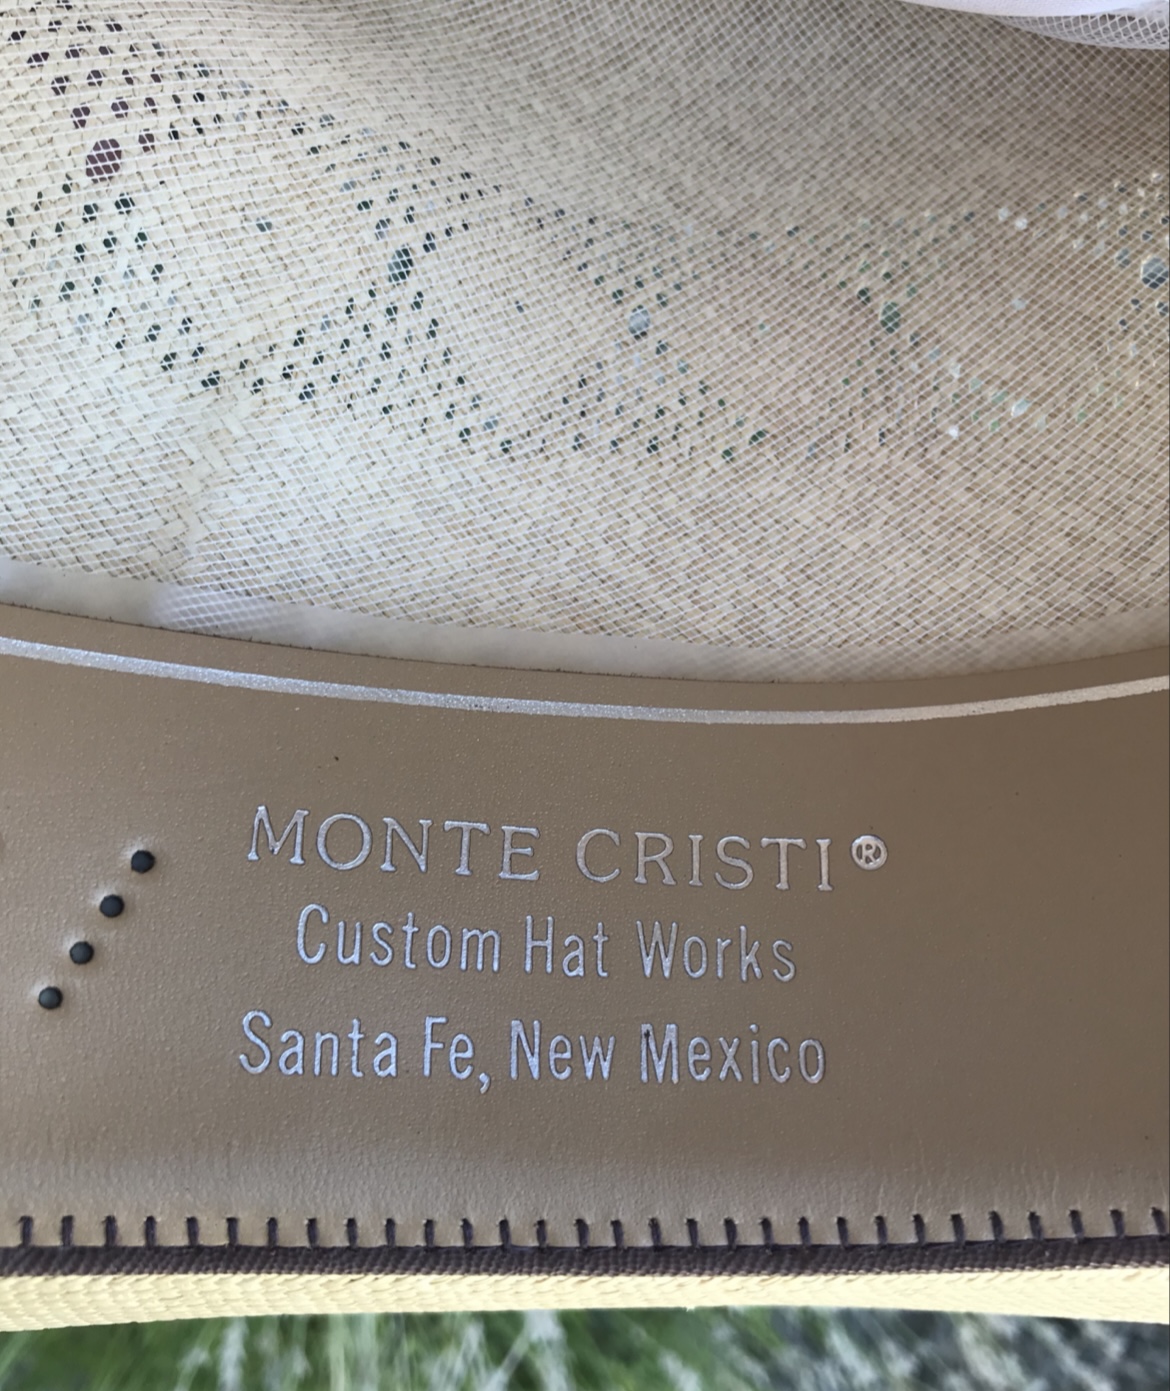 MONTE CRISTI®
Custom Hat Works
Santa Fe, New Mexico